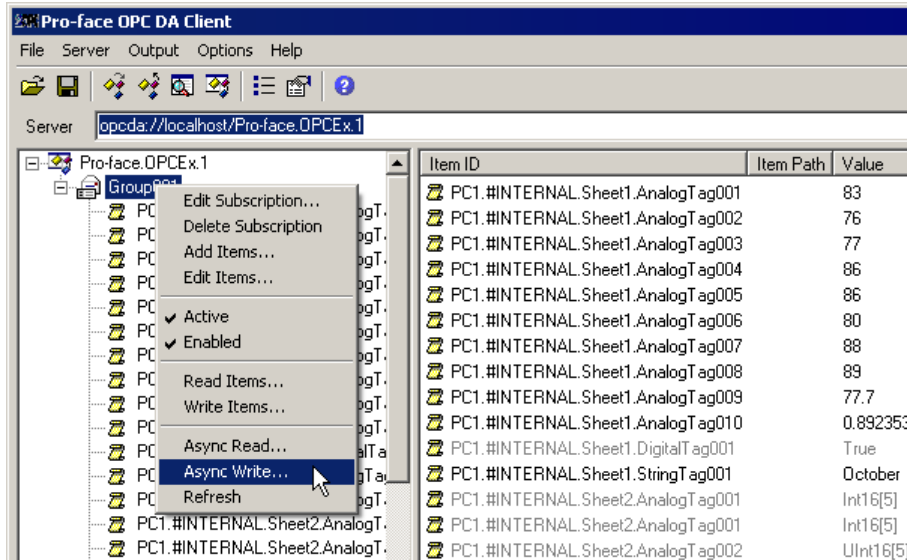 Pro-face OPC DA Client
File Server Output Options Help
Server opcda://localhost/Pro-face.OPCEx.1
Pro-face.OPCEx.1
Group001
Edit Subscription...
Delete Subscription
Add Items...
Edit Items...
Active
Enabled
Read Items...
Write Items...
Async Read...
Async Write...
Refresh
PC1.#INTERNAL.Sheet2.AnalogT
PC1.#INTERNAL.Sheet2.AnalogT
Item ID Item Path Value
PC1.#INTERNAL.Sheet1.AnalogTag001 83
PC1.#INTERNAL.Sheet1.AnalogTag002 76
PC1.#INTERNAL.Sheet1.AnalogTag003 77
PC1.#INTERNAL.Sheet1.AnalogTag004 86
PC1.#INTERNAL.Sheet1.AnalogTag005 86
PC1.#INTERNAL.Sheet1.AnalogTag006 80
PC1.#INTERNAL.Sheet1.AnalogTag007 88
PC1.#INTERNAL.Sheet1.AnalogTag008 89
PC1.#INTERNAL.Sheet1.AnalogTag009 77.7
PC1.#INTERNAL.Sheet1.AnalogTag010 0.892353
PC1.#INTERNAL.Sheet1.DigitalTag001 True
PC1.#INTERNAL.Sheet1.StringTag001 October
PC1.#INTERNAL.Sheet2.AnalogTag001 Int16[5]
PC1.#INTERNAL.Sheet2.AnalogTag001 Int16[5]
PC1.#INTERNAL.Sheet2.AnalogTag002 UInt16[5]